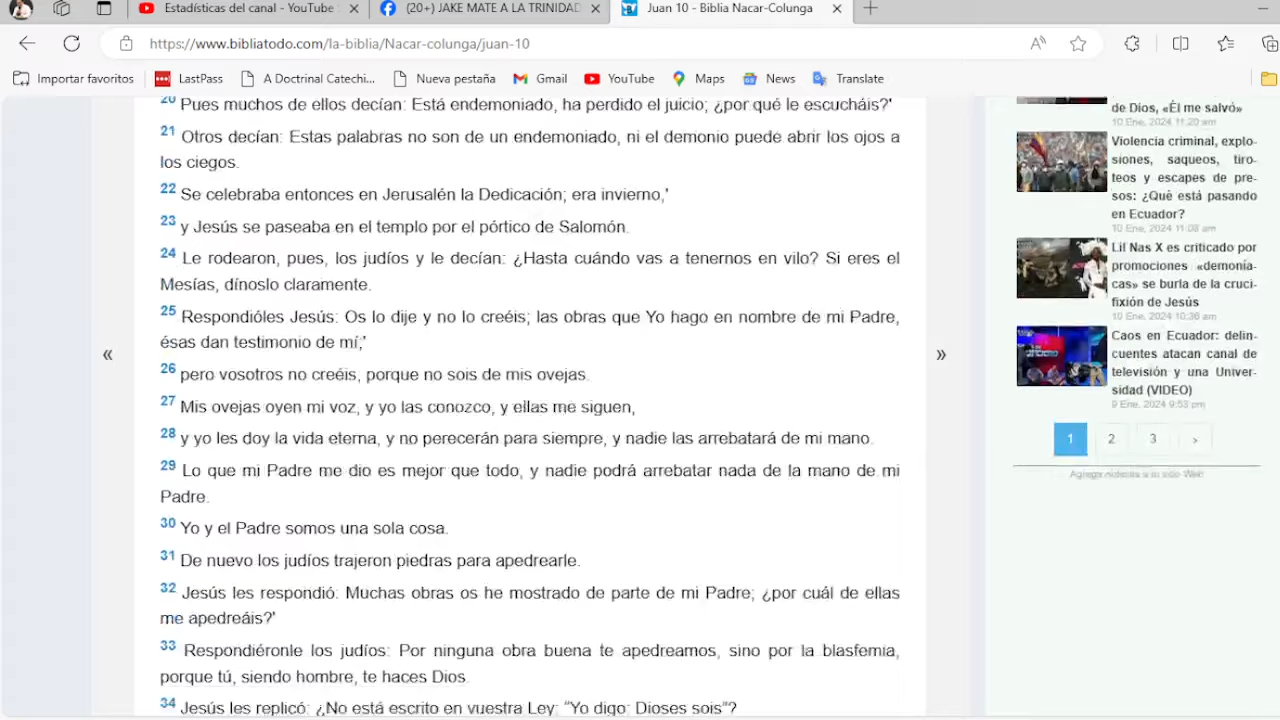 Estadísticas del canal - YouTube
(20+) JAKE MATE A LA TRINIDAD
Juan 10 - Biblia Nacar-Colunga
https://www.bibliatodo.com/la-biblia/Nacar-colunga/juan-10
Importar favoritos
LastPass
A Doctrinal Catechi...
Nueva pestaña
Gmail
YouTube
Maps
News
Translate
20 Pues muchos de ellos decían: Está endemoniado, ha perdido el juicio; ¿por qué le escucháis?'
21 Otros decían: Estas palabras no son de un endemoniado, ni el demonio puede abrir los ojos a
los ciegos.
22 Se celebraba entonces en Jerusalén la Dedicación; era invierno,'
23 y Jesús se paseaba en el templo por el pórtico de Salomón.
24 Le rodearon, pues, los judíos y le decían: ¿Hasta cuándo vas a tenernos en vilo? Si eres el
Mesías, dínoslo claramente.
25 Respondióles Jesús: Os lo dije y no lo creéis; las obras que Yo hago en nombre de mi Padre,
ésas dan testimonio de mí;'
26 pero vosotros no creéis, porque no sois de mis ovejas.
27 Mis ovejas oyen mi voz, y yo las conozco, y ellas me siguen,
28 y yo les doy la vida eterna, y no perecerán para siempre, y nadie las arrebatará de mi mano.
29 Lo que mi Padre me dio es mejor que todo, y nadie podrá arrebatar nada de la mano de mi
Padre.
30 Yo y el Padre somos una sola cosa.
31 De nuevo los judíos trajeron piedras para apedrearle.
32 Jesús les respondió: Muchas obras os he mostrado de parte de mi Padre; ¿por cuál de ellas
me apedreáis?'
33 Respondiéronle los judíos: Por ninguna obra buena te apedreamos, sino por la blasfemia,
porque tú, siendo hombre, te haces Dios.
34 Jesús les replicó: ¿No está escrito en vuestra Ley: "Yo digo: Dioses sois"?
«
»
de Dios, «Él me salvó»
10 Ene, 2024 11:20 am
Violencia criminal, explo-
siones, saqueos, tiro-
teos y escapes de pre-
sos: ¿Qué está pasando
en Ecuador?
10 Ene, 2024 11:08 am
Lil Nas X es criticado por
promociones «demonía-
cas» se burla de la cruci-
fixión de Jesús
10 Ene, 2024 10:36 am
Caos en Ecuador: delin-
cuentes atacan canal de
televisión y una Univer-
sidad (VIDEO)
9 Ene, 2024 9:53 pm
1 2 3 ›
Agrega noticias a tu sitio Web